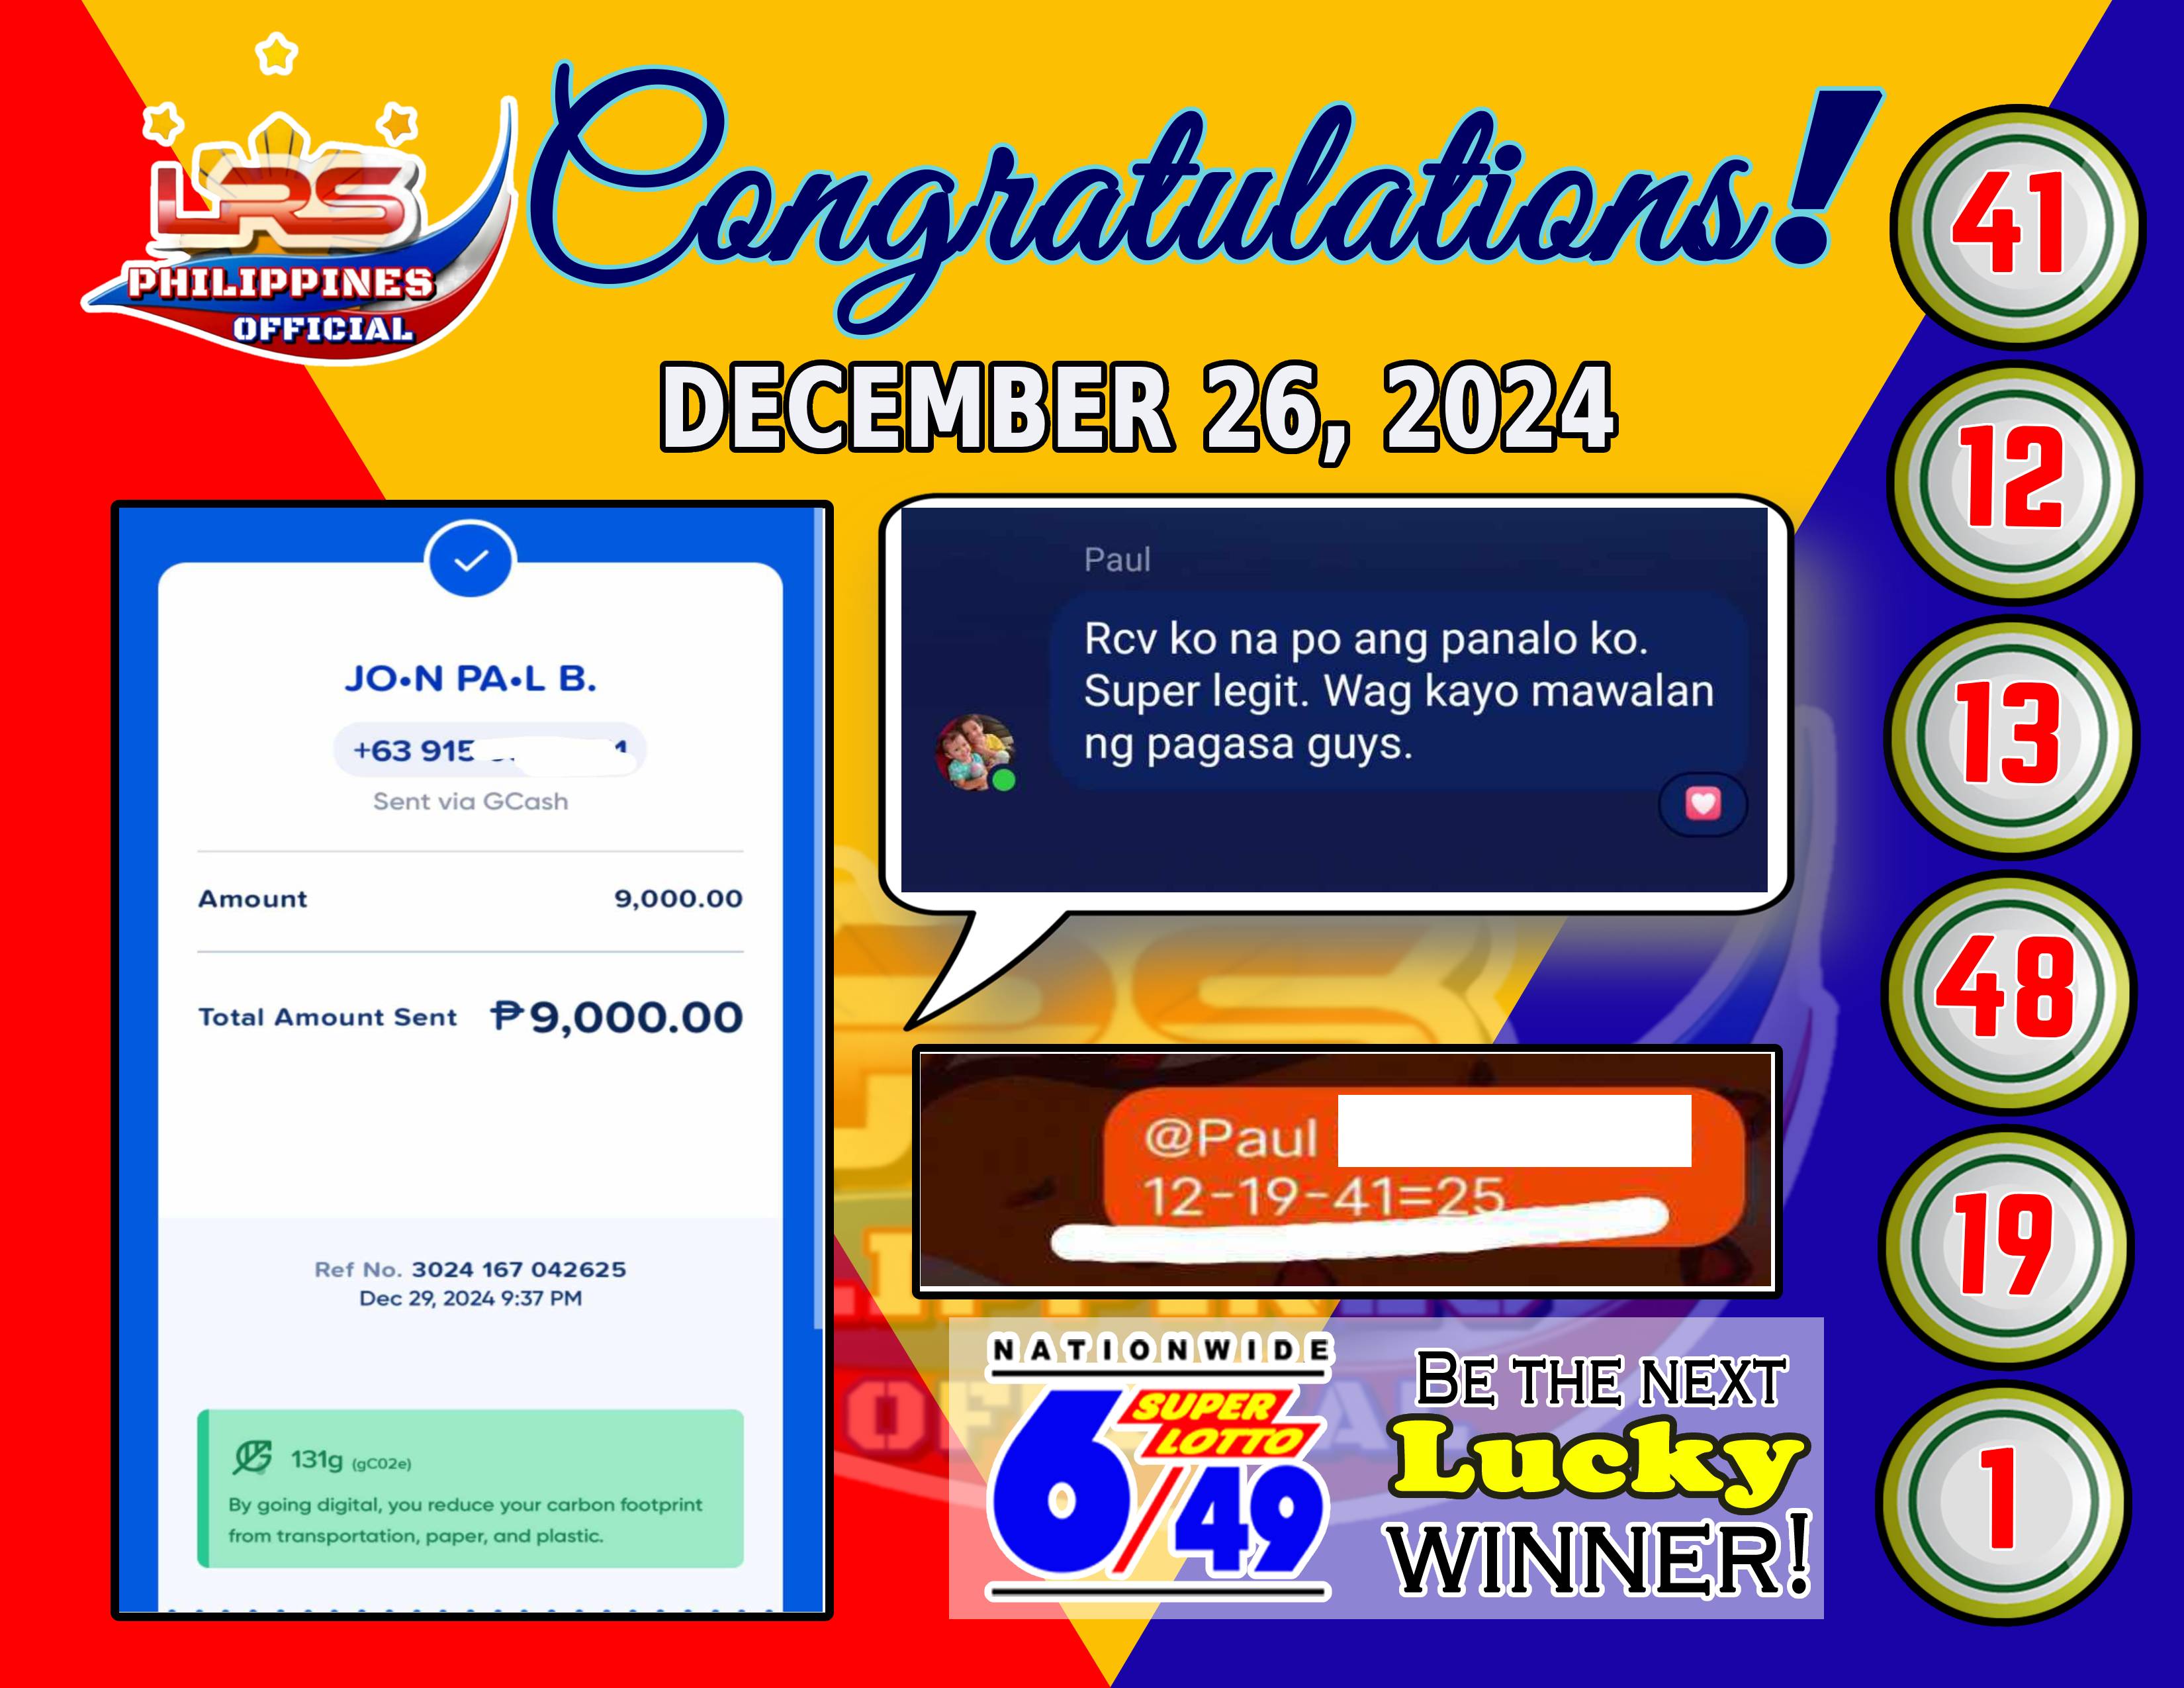 LRS
PHILIPPINES
OFFICIAL
Congratulations!
DECEMBER 26, 2024
JO•N PA•L B.
+63 915 1
Sent via GCash
Amount 9,000.00
Total Amount Sent ₱9,000.00
Ref No. 3024 167 042625
Dec 29, 2024 9:37 PM
131g (gCO2e)
By going digital, you reduce your carbon footprint
from transportation, paper, and plastic.
Paul
Rcv ko na po ang panalo ko.
Super legit. Wag kayo mawalan
ng pagasa guys.
@Paul
12-19-41=25
NATIONWIDE
SUPER
LOTTO
6/49
BE THE NEXT
Lucky
WINNER!
41
12
13
48
19
1